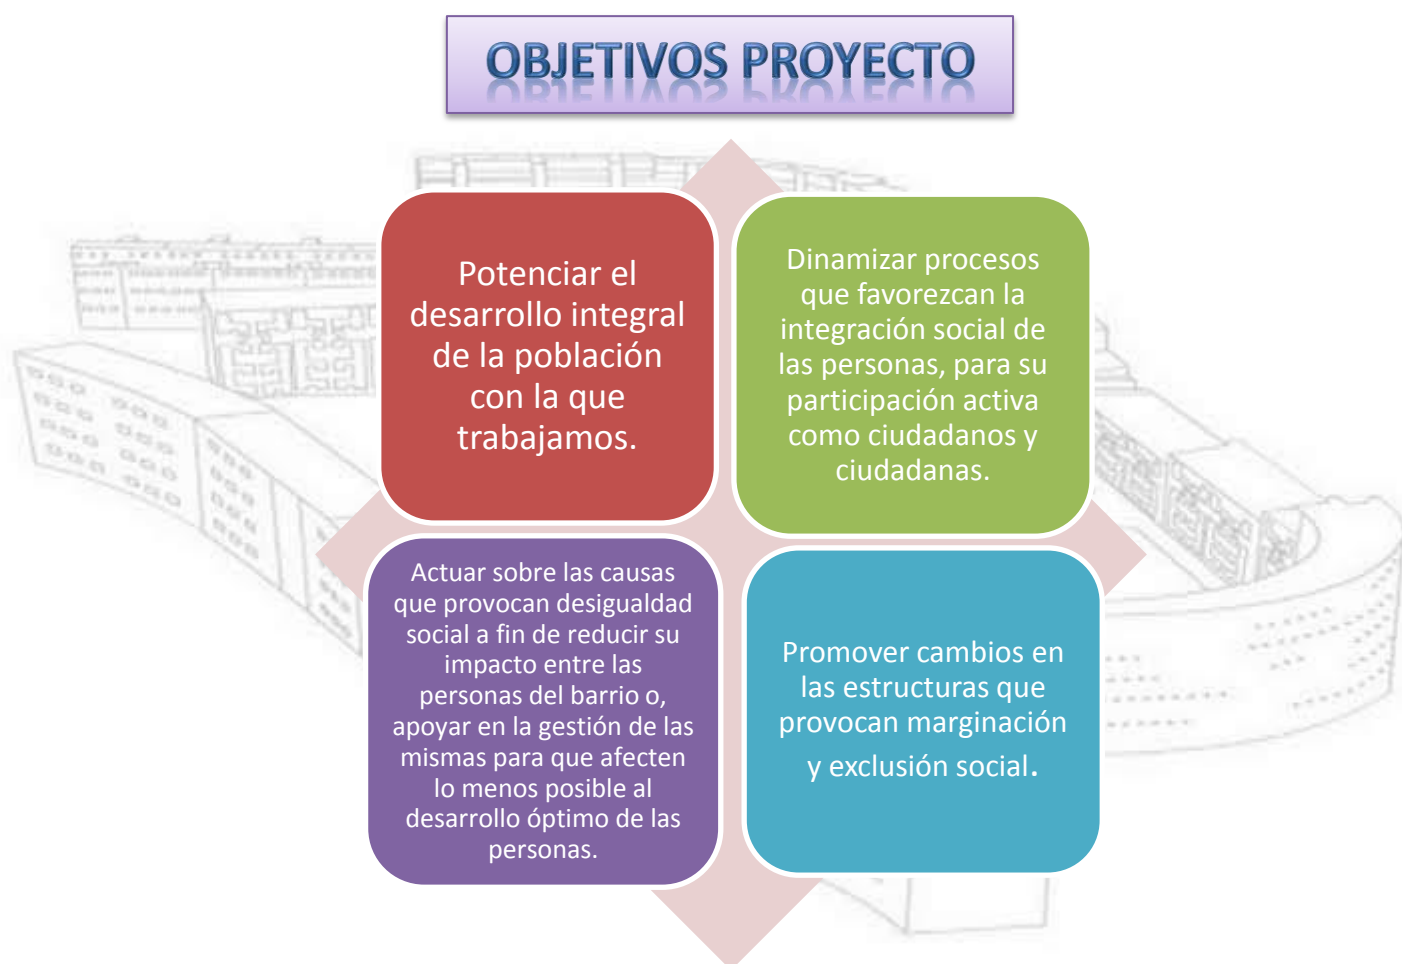 OBJETIVOS PROYECTO
Potenciar el
desarrollo integral
de la población
con la que
trabajamos.
Dinamizar procesos
que favorezcan la
integración social de
las personas, para su
participación activa
como ciudadanos y
ciudadanas.
Actuar sobre las causas
que provocan desigualdad
social a fin de reducir su
impacto entre las
personas del barrio o,
apoyar en la gestión de las
mismas para que afecten
lo menos posible al
desarrollo óptimo de las
personas.
Promover cambios en
las estructuras que
provocan marginación
y exclusión social.